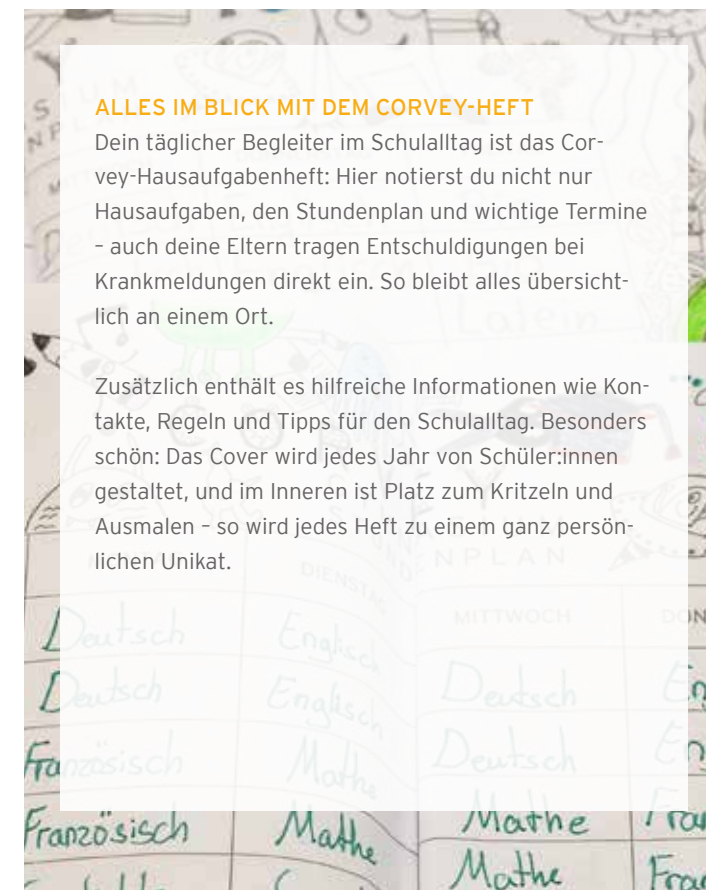 ALLES IM BLICK MIT DEM CORVEY-HEFT
Dein täglicher Begleiter im Schulalltag ist das Cor-
vey-Hausaufgabenheft: Hier notierst du nicht nur
Hausaufgaben, den Stundenplan und wichtige Termine
– auch deine Eltern tragen Entschuldigungen bei
Krankmeldungen direkt ein. So bleibt alles übersicht-
lich an einem Ort.
Zusätzlich enthält es hilfreiche Informationen wie Kon-
takte, Regeln und Tipps für den Schulalltag. Besonders
schön: Das Cover wird jedes Jahr von Schüler:innen
gestaltet, und im Inneren ist Platz zum Kritzeln und
Ausmalen – so wird jedes Heft zu einem ganz persön-
lichen Unikat.
Latein
NPLAN
DIENSTAG MITTWOCH
Deutsch Englisch Deutsch
Deutsch Englisch Deutsch
Französisch Mathe
Französisch Mathe Mathe
Mathe